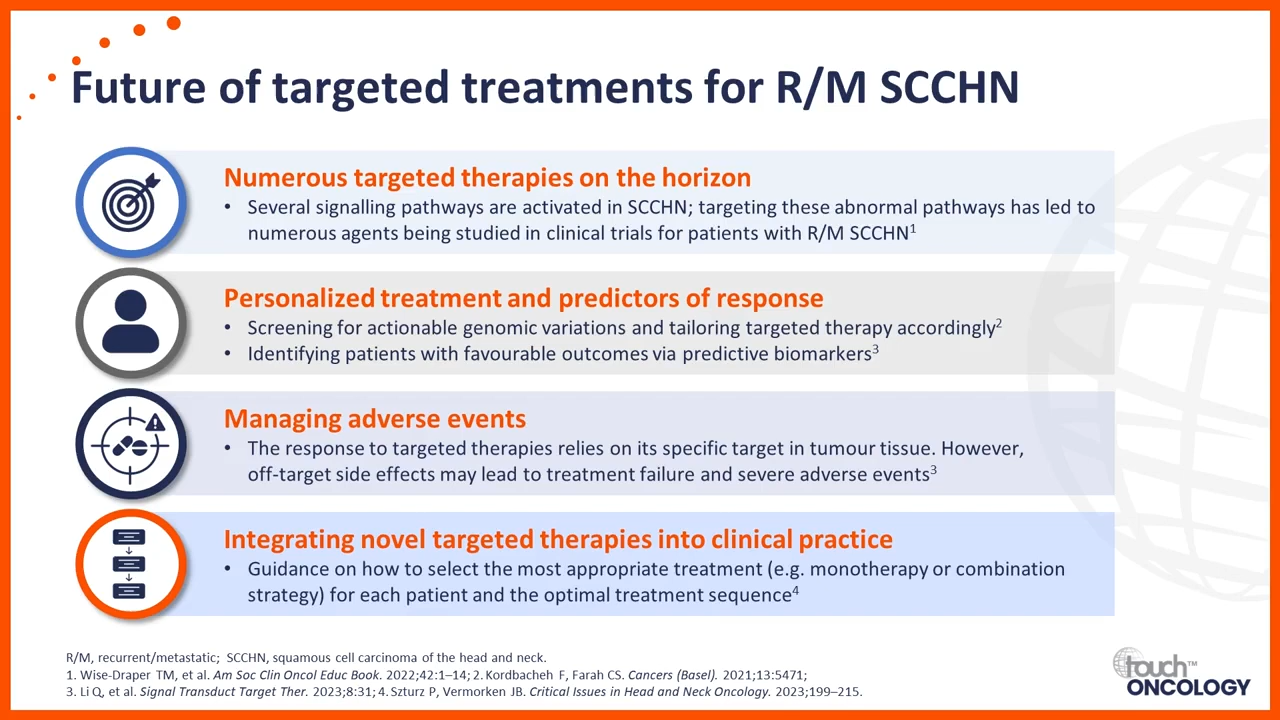 Future of targeted treatments for R/M SCCHN
Numerous targeted therapies on the horizon
• Several signalling pathways are activated in SCCHN; targeting these abnormal pathways has led to
numerous agents being studied in clinical trials for patients with R/M SCCHN¹
Personalized treatment and predictors of response
• Screening for actionable genomic variations and tailoring targeted therapy accordingly²
• Identifying patients with favourable outcomes via predictive biomarkers³
Managing adverse events
• The response to targeted therapies relies on its specific target in tumour tissue. However,
off-target side effects may lead to treatment failure and severe adverse events³
Integrating novel targeted therapies into clinical practice
• Guidance on how to select the most appropriate treatment (e.g. monotherapy or combination
strategy) for each patient and the optimal treatment sequence⁴
R/M, recurrent/metastatic; SCCHN, squamous cell carcinoma of the head and neck.
1. Wise-Draper TM, et al. Am Soc Clin Oncol Educ Book. 2022;42:1–14; 2. Kordbacheh F, Farah CS. Cancers (Basel). 2021;13:5471;
3. Li Q, et al. Signal Transduct Target Ther. 2023;8:31; 4. Szturz P, Vermorken JB. Critical Issues in Head and Neck Oncology. 2023;199–215.
touch™
ONCOLOGY